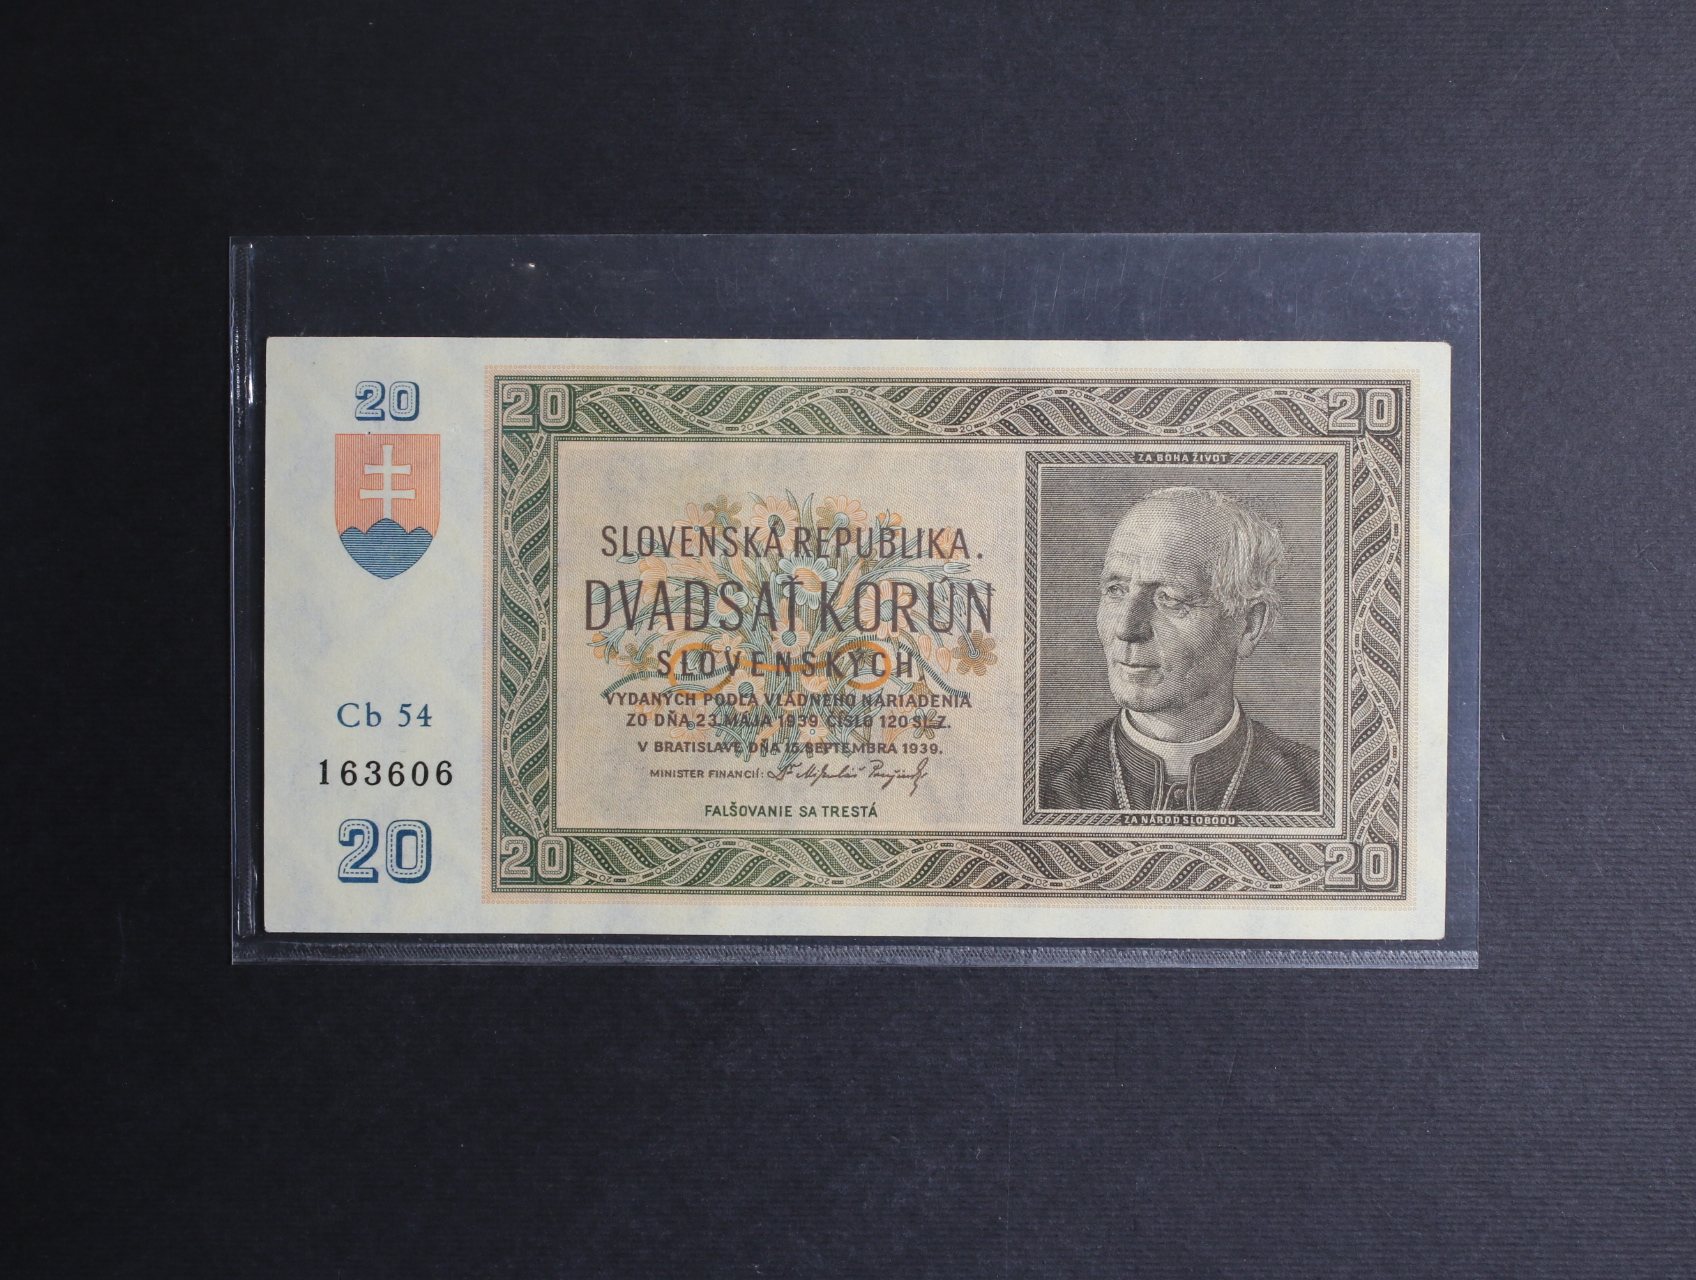 20
Cb 54
163606
20
20
20
SLOVENSKÁ REPUBLIKA.
DVADSAŤ KORÚN
SLOVENSKÝCH,
VYDANÝCH PODĽA VLÁDNEHO NARIADENIA
ZO DŇA 23. MÁJA 1939 ČÍSLO 120 SL. Z.
V BRATISLAVE DŇA 15. SEPTEMBRA 1939.
MINISTER FINANCIÍ:
FALŠOVANIE SA TRESTÁ
ZA BOHA ŽIVOT
ZA NÁROD SLOBODU
20
20